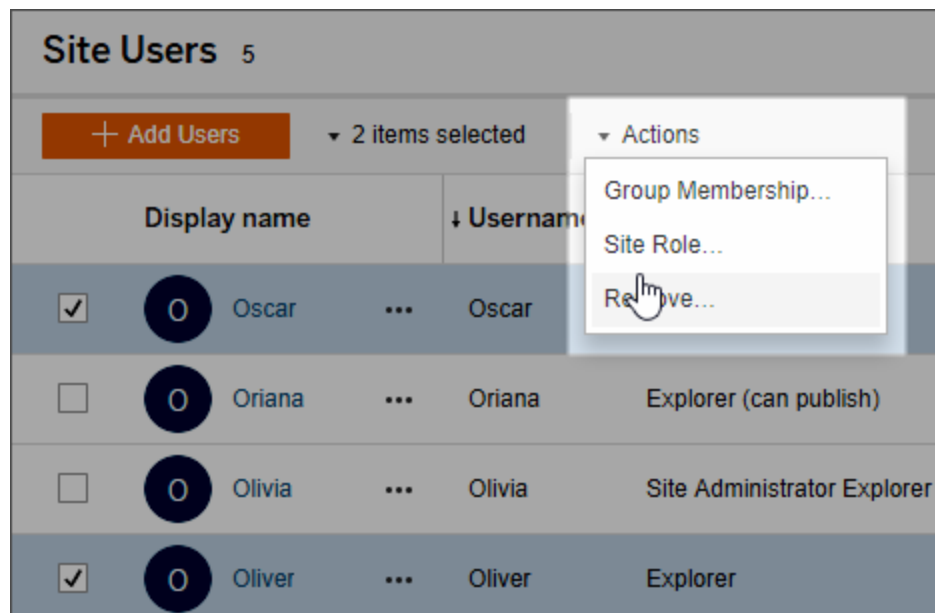 Site Users 5
+ Add Users 2 items selected Actions
Group Membership...
Display name ↓ Usernam
Site Role...
O Oscar ••• Oscar
O Oriana ••• Oriana Explorer (can publish)
O Olivia ••• Olivia Site Administrator Explorer
O Oliver ••• Oliver Explorer